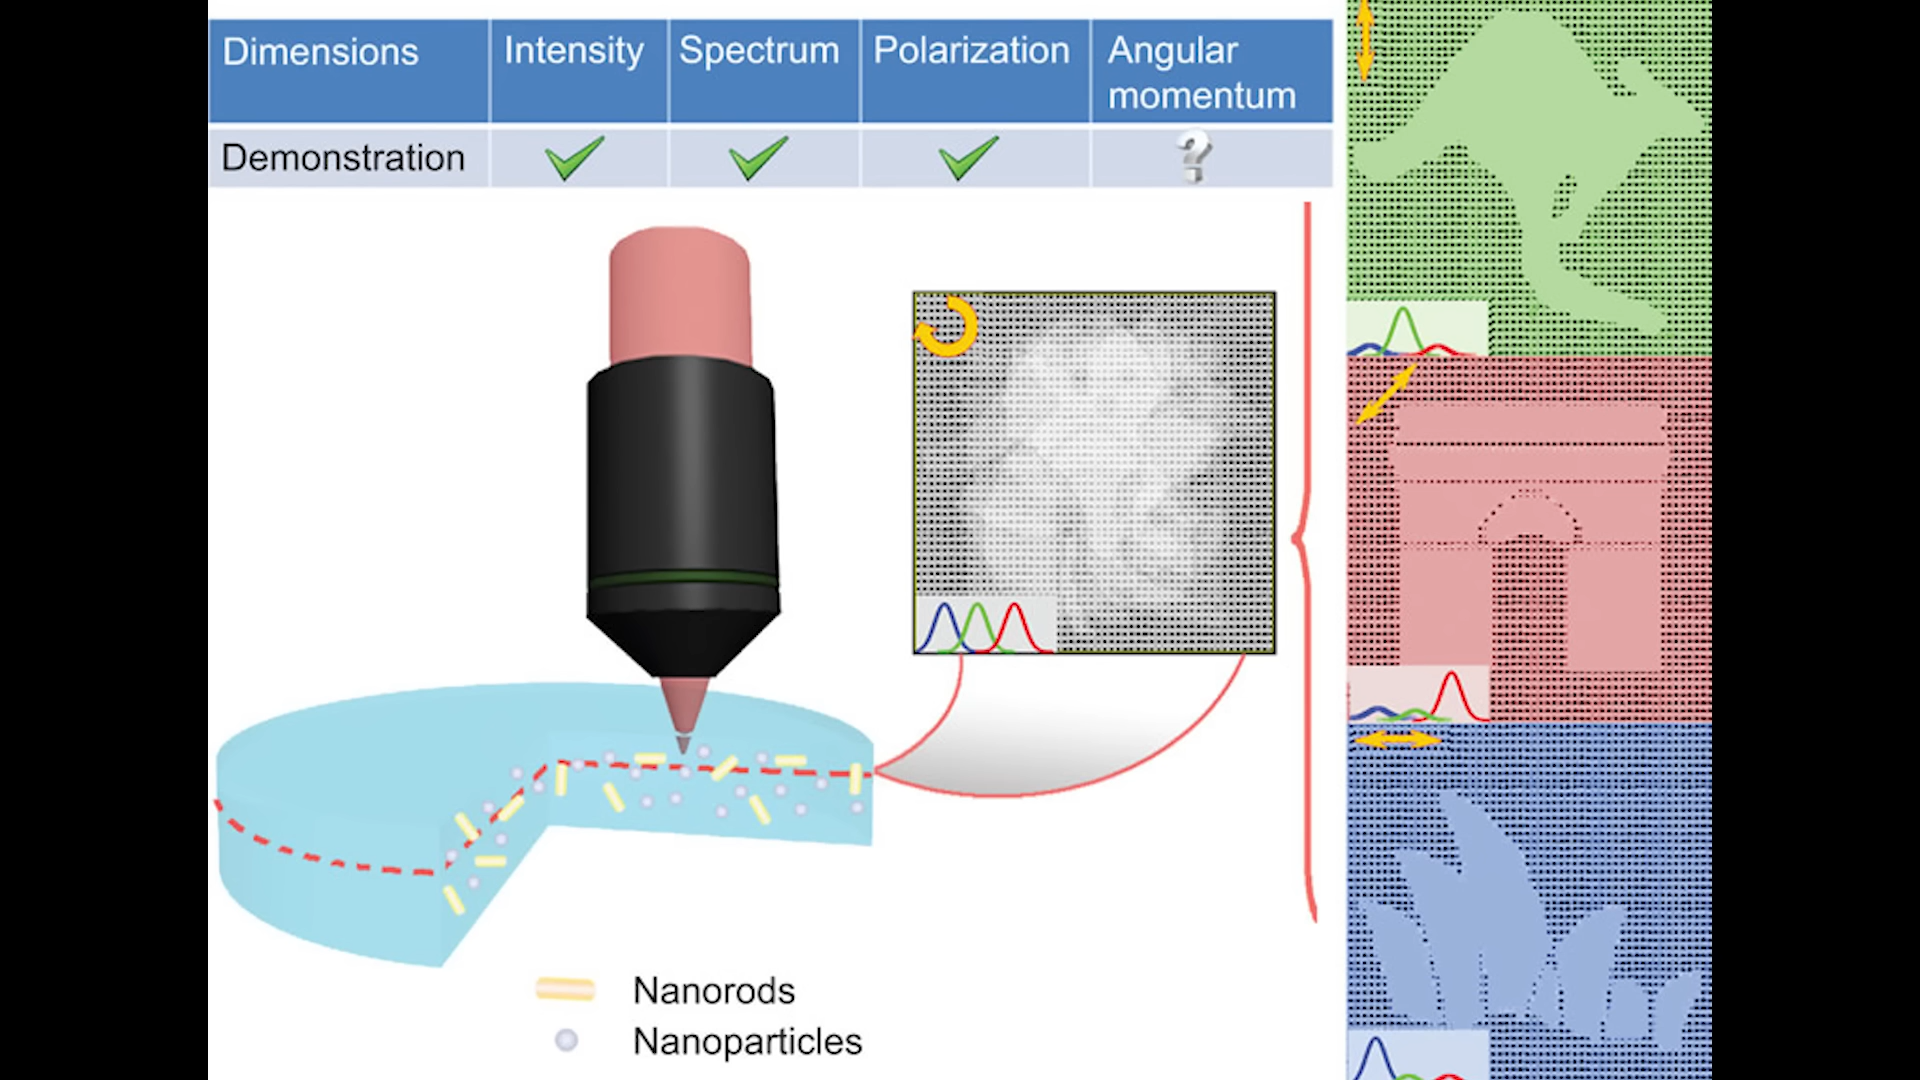 Dimensions
Intensity
Spectrum
Polarization
Angular
momentum
Demonstration
?
Nanorods
Nanoparticles